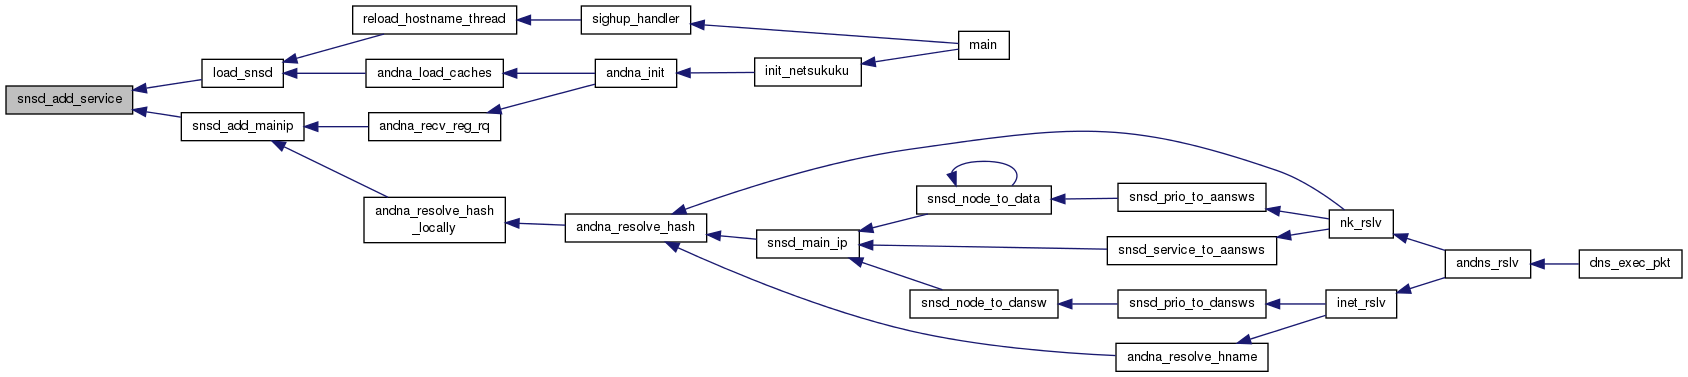 reload_hostname_thread
sighup_handler
main
load_snsd
andna_load_caches
andna_init
init_netsukuku
snsd_add_service
snsd_add_mainip
andna_recv_reg_rq
snsd_node_to_data
snsd_prio_to_aansws
andna_resolve_hash
_locally
andna_resolve_hash
nk_rslv
snsd_main_ip
snsd_service_to_aansws
andns_rslv
dns_exec_pkt
snsd_node_to_dansw
snsd_prio_to_dansws
inet_rslv
andna_resolve_hname